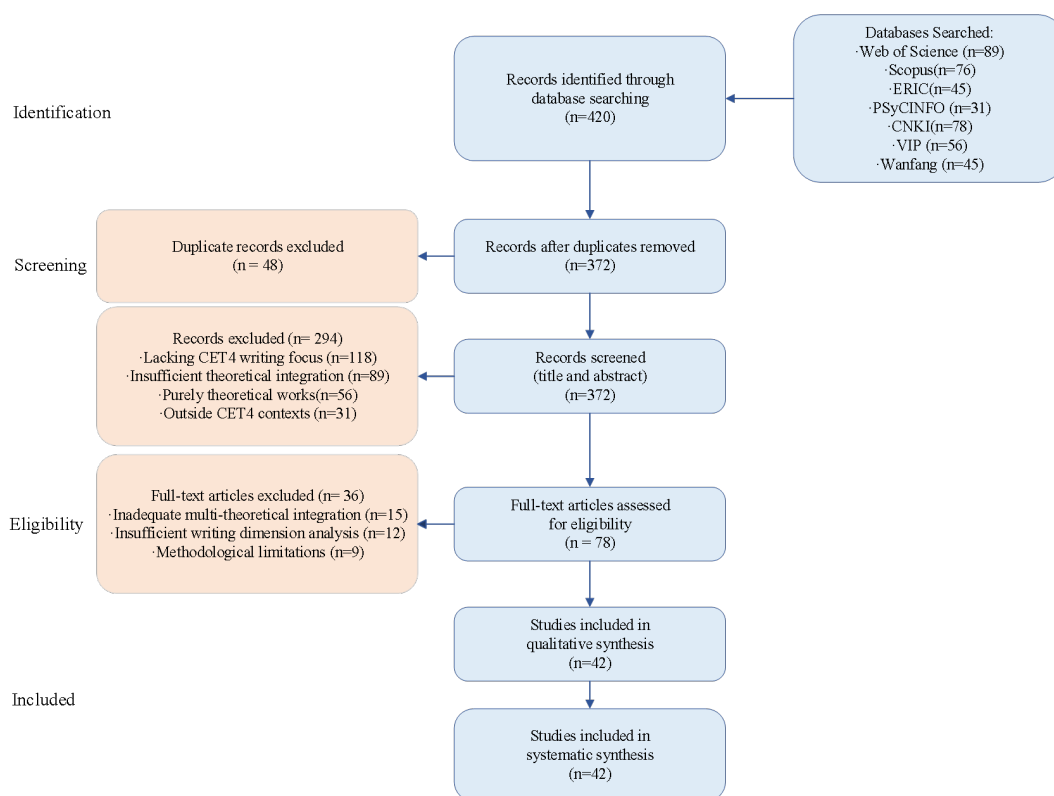 Identification
Records identified through
database searching
(n=420)
Databases Searched:
·Web of Science (n=89)
·Scopus(n=76)
·ERIC(n=45)
·PSyCINFO (n=31)
·CNKI(n=78)
·VIP (n=56)
·Wanfang (n=45)
Screening
Duplicate records excluded
(n = 48)
Records after duplicates removed
(n=372)
Records excluded (n= 294)
·Lacking CET4 writing focus (n=118)
·Insufficient theoretical integration (n=89)
·Purely theoretical works(n=56)
·Outside CET4 contexts (n=31)
Records screened
(title and abstract)
(n=372)
Eligibility
Full-text articles excluded (n= 36)
·Inadequate multi-theoretical integration (n=15)
·Insufficient writing dimension analysis (n=12)
·Methodological limitations (n=9)
Full-text articles assessed
for eligibility
(n = 78)
Included
Studies included in
qualitative synthesis
(n=42)
Studies included in
systematic synthesis
(n=42)